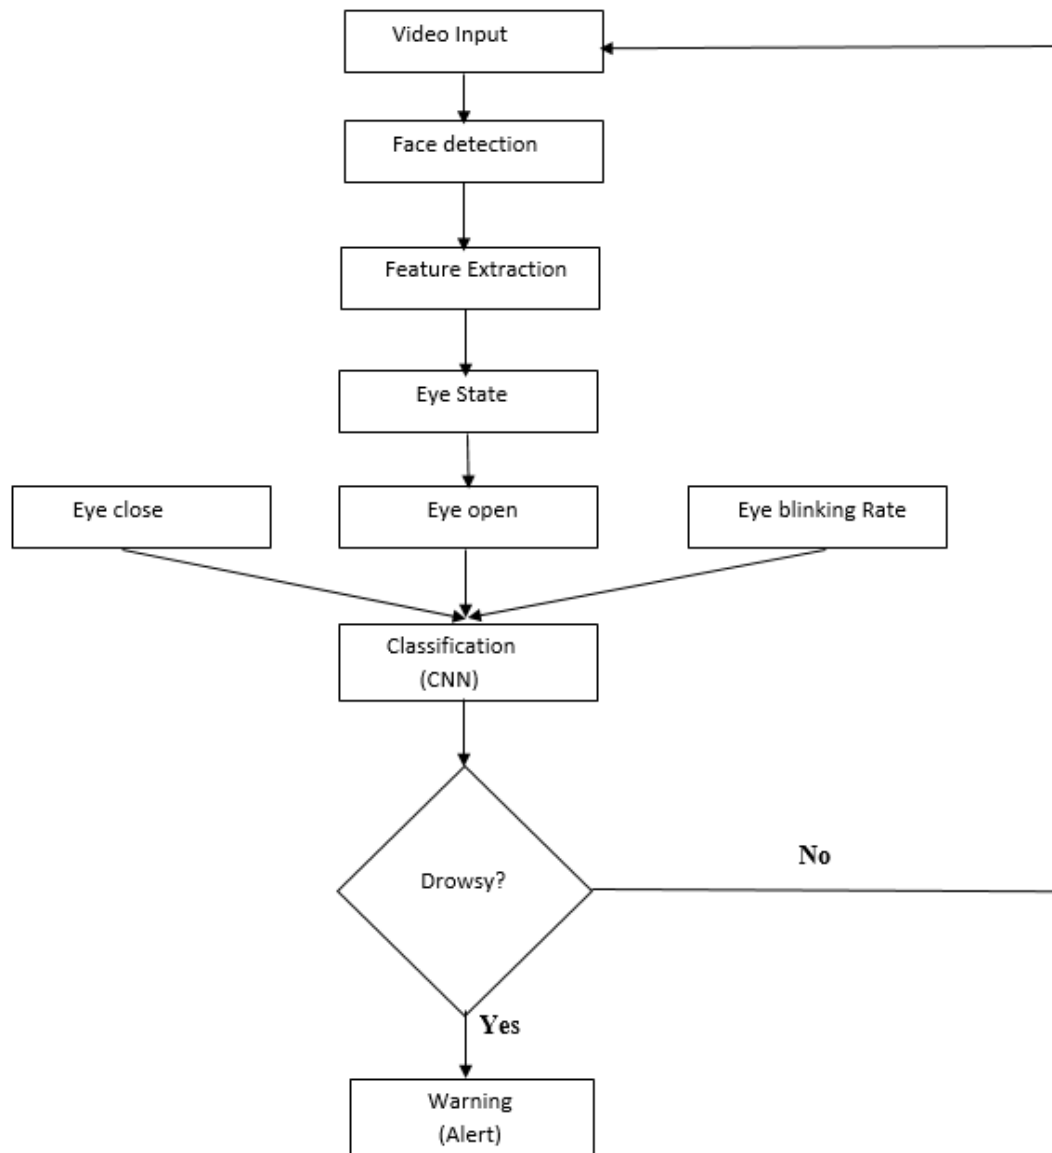 Video Input
Face detection
Feature Extraction
Eye State
Eye close
Eye open
Eye blinking Rate
Classification
(CNN)
Drowsy?
No
Yes
Warning
(Alert)